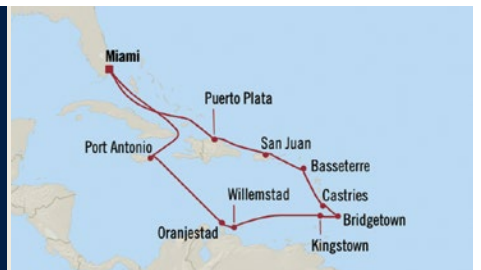 Miami
Puerto Plata
Port Antonio
San Juan
Basseterre
Willemstad
Castries
Bridgetown
Oranjestad
Kingstown